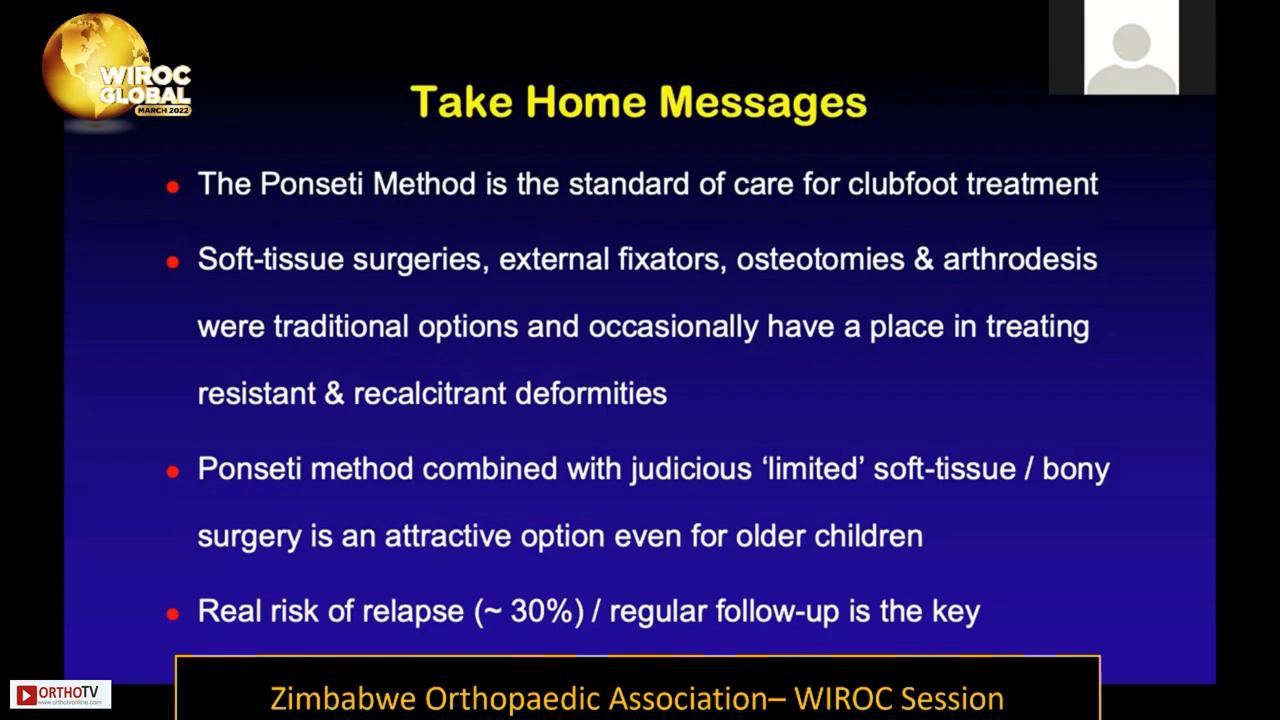 WIROC
GLOBAL
MARCH 2022
Take Home Messages
The Ponseti Method is the standard of care for clubfoot treatment
Soft-tissue surgeries, external fixators, osteotomies & arthrodesis
were traditional options and occasionally have a place in treating
resistant & recalcitrant deformities
Ponseti method combined with judicious ‘limited’ soft-tissue / bony
surgery is an attractive option even for older children
Real risk of relapse (~ 30%) / regular follow-up is the key
ORTHOTV
www.orthotvonline.com
Zimbabwe Orthopaedic Association– WIROC Session